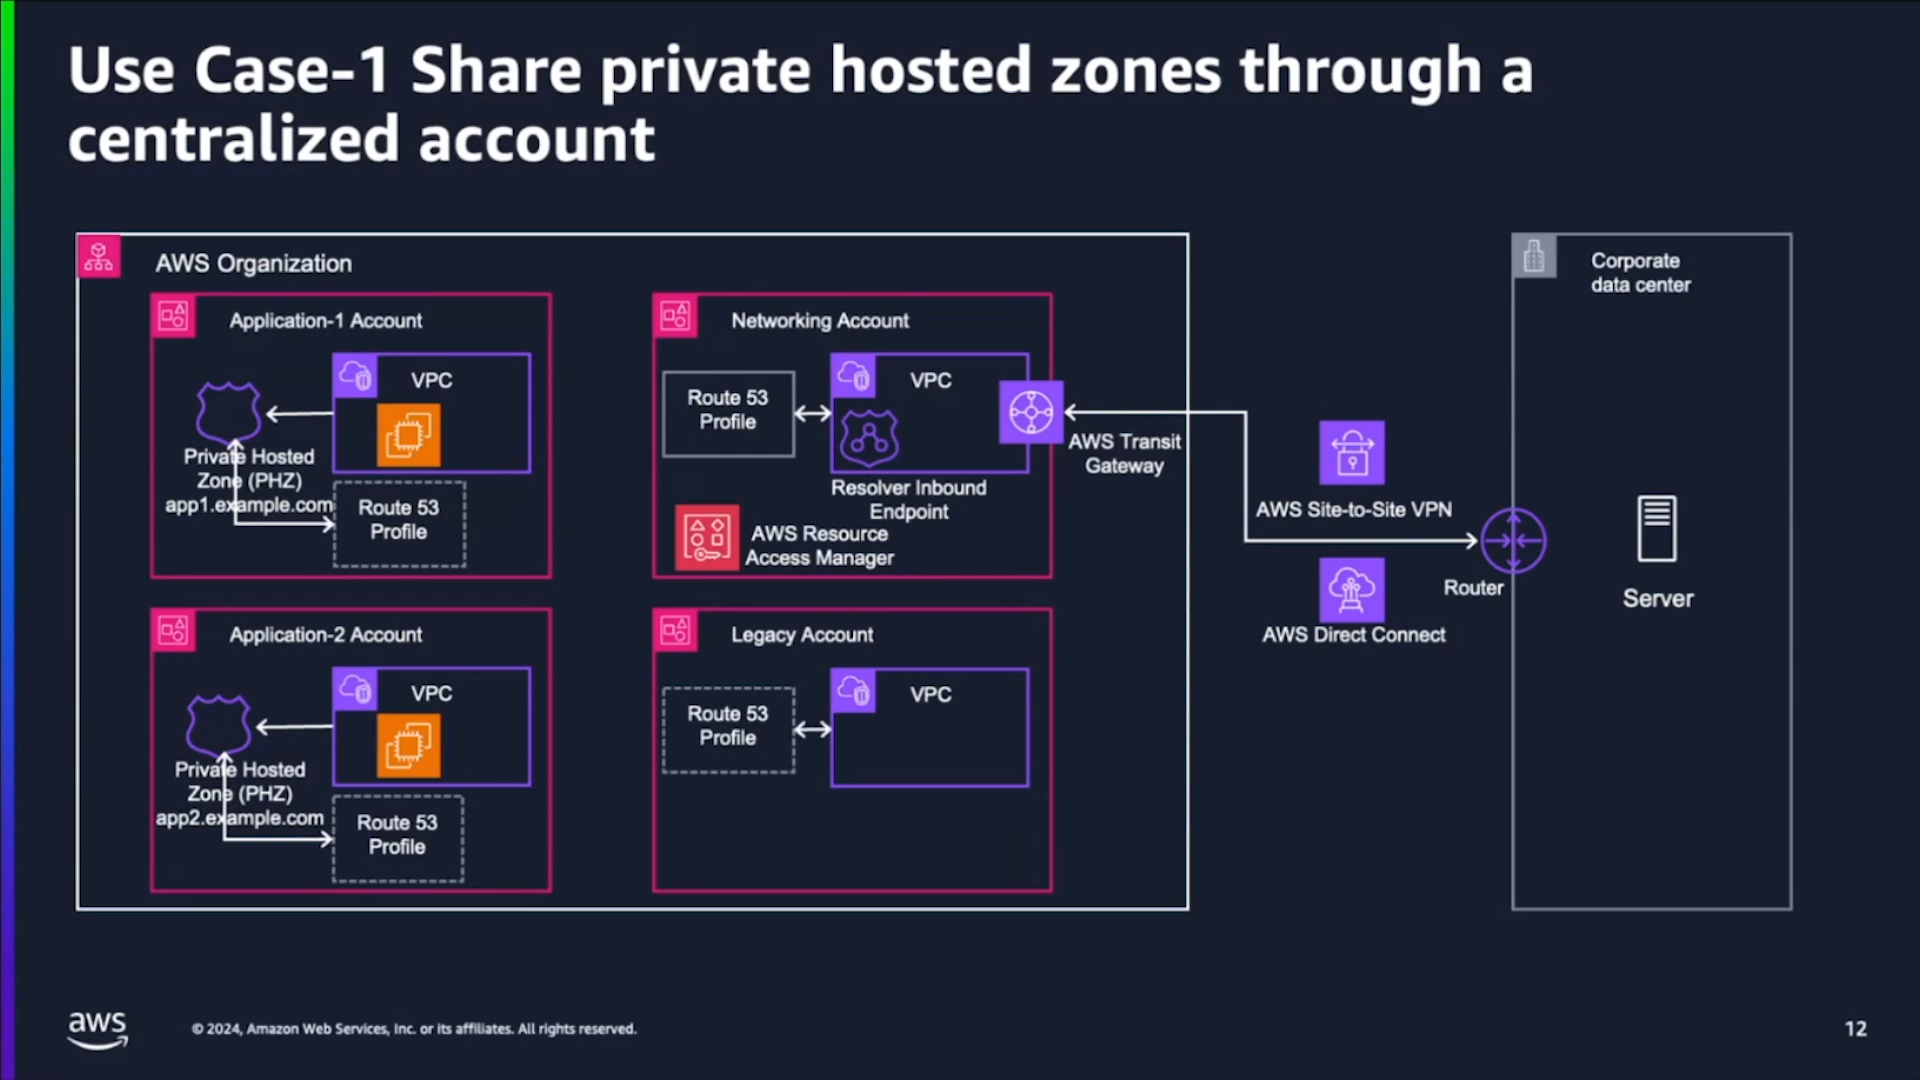 Use Case-1 Share private hosted zones through a
centralized account
AWS Organization
Application-1 Account
VPC
Private Hosted
Zone (PHZ)
app1.example.com
Route 53
Profile
Networking Account
Route 53
Profile
VPC
Resolver Inbound
Endpoint
AWS Resource
Access Manager
AWS Transit
Gateway
Application-2 Account
VPC
Private Hosted
Zone (PHZ)
app2.example.com
Route 53
Profile
Legacy Account
Route 53
Profile
VPC
AWS Site-to-Site VPN
AWS Direct Connect
Router
Corporate
data center
Server
aws
© 2024, Amazon Web Services, Inc. or its affiliates. All rights reserved.
12